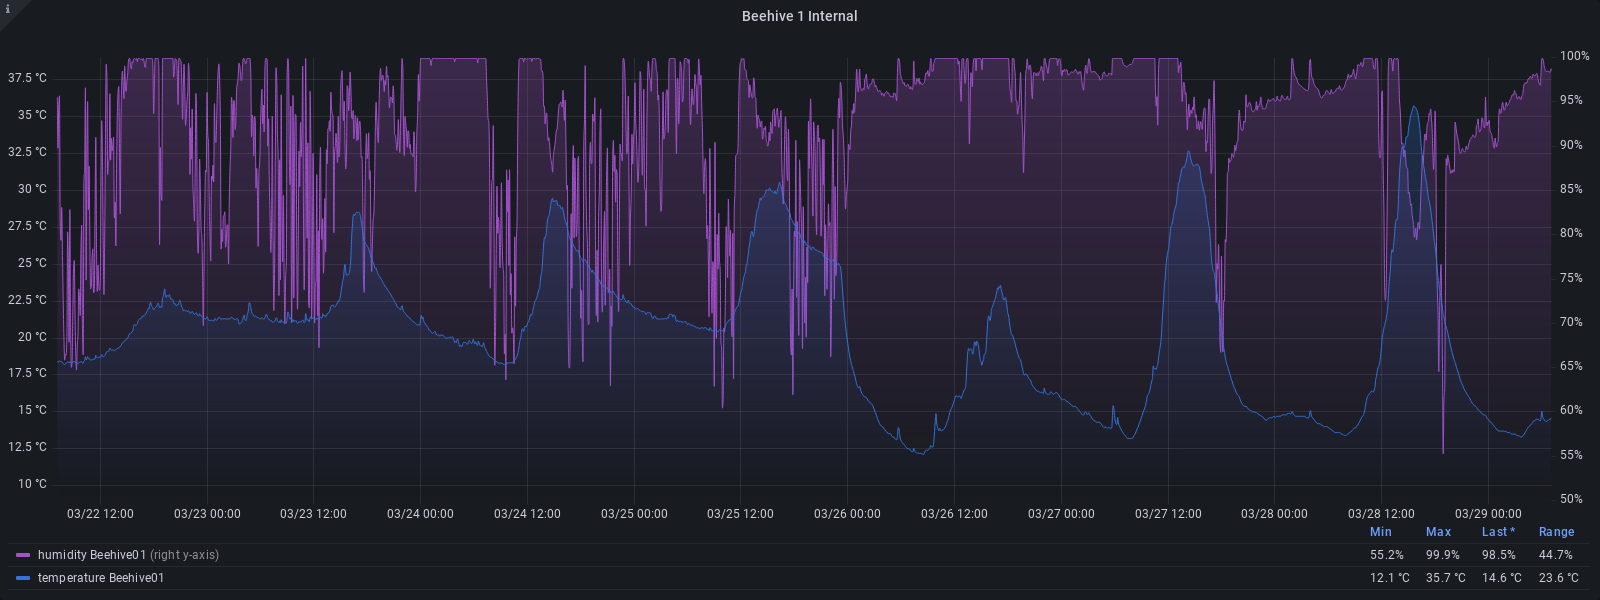 i
Beehive 1 Internal
37.5 °C
35 °C
32.5 °C
30 °C
27.5 °C
25 °C
22.5 °C
20 °C
17.5 °C
15 °C
12.5 °C
10 °C
100%
95%
90%
85%
80%
75%
70%
65%
60%
55%
50%
03/22 12:00 03/23 00:00 03/23 12:00 03/24 00:00 03/24 12:00 03/25 00:00 03/25 12:00 03/26 00:00 03/26 12:00 03/27 00:00 03/27 12:00 03/28 00:00 03/28 12:00 03/29 00:00
Min Max Last * Range
humidity Beehive01 (right y-axis) 55.2% 99.9% 98.5% 44.7%
temperature Beehive01 12.1 °C 35.7 °C 14.6 °C 23.6 °C